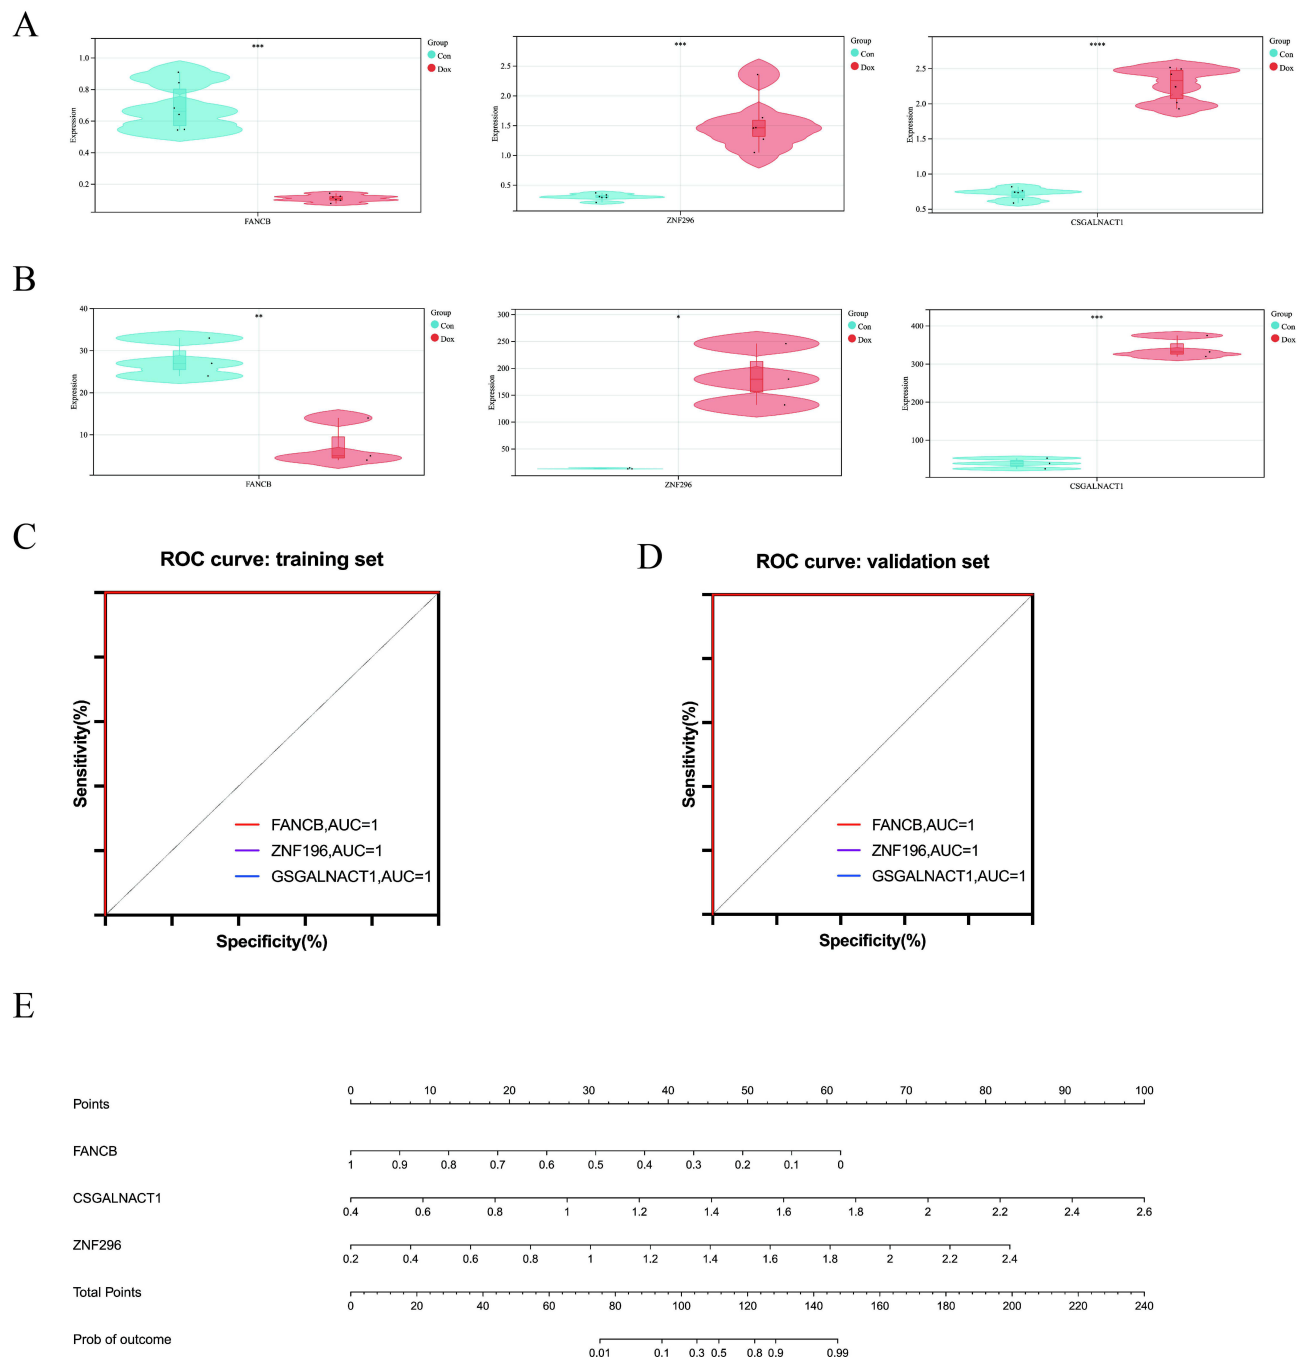 A
***
Group
Con
Dox
1.0
0.8
0.6
0.4
0.2
Expression
FANCB
***
Group
Con
Dox
2.5
2.0
1.5
1.0
0.5
Expression
ZNF296
****
Group
Con
Dox
2.5
2.0
1.5
1.0
0.5
Expression
CSGALNACT1
B
**
Group
Con
Dox
40
30
20
10
Expression
FANCB
*
Group
Con
Dox
300
250
200
150
100
50
Expression
ZNF296
***
Group
Con
Dox
400
300
200
100
Expression
CSGALNACT1
C
ROC curve: training set
Sensitivity(%)
FANCB,AUC=1
ZNF196,AUC=1
GSGALNACT1,AUC=1
Specificity(%)
D
ROC curve: validation set
Sensitivity(%)
FANCB,AUC=1
ZNF196,AUC=1
GSGALNACT1,AUC=1
Specificity(%)
E
0 10 20 30 40 50 60 70 80 90 100
Points
FANCB
1 0.9 0.8 0.7 0.6 0.5 0.4 0.3 0.2 0.1 0
CSGALNACT1
0.4 0.6 0.8 1 1.2 1.4 1.6 1.8 2 2.2 2.4 2.6
ZNF296
0.2 0.4 0.6 0.8 1 1.2 1.4 1.6 1.8 2 2.2 2.4
Total Points
0 20 40 60 80 100 120 140 160 180 200 220 240
Prob of outcome
0.01 0.1 0.3 0.5 0.8 0.9 0.99